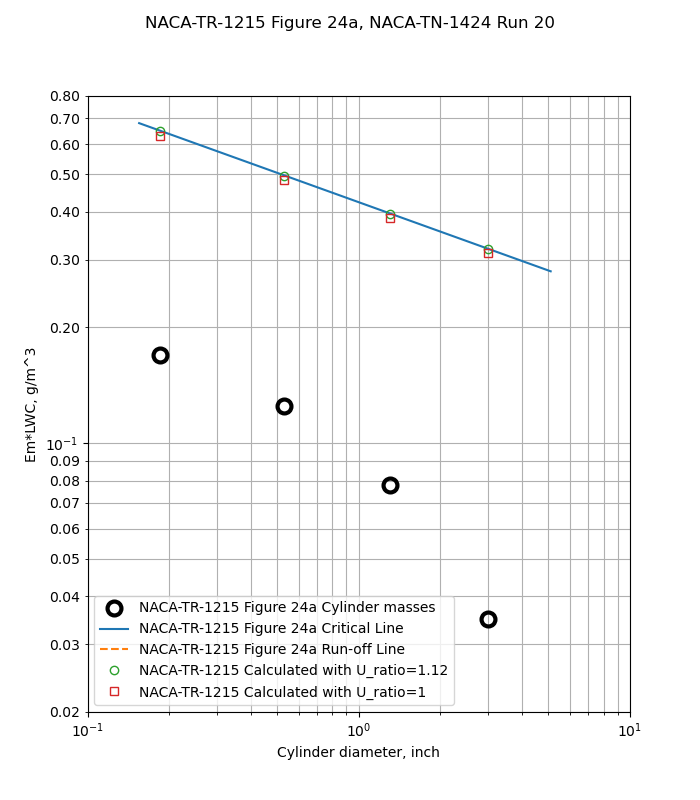 NACA-TR-1215 Figure 24a, NACA-TN-1424 Run 20
0.80
0.70
0.60
0.50
0.40
0.30
0.20
10⁻¹
0.09
0.08
0.07
0.06
0.05
0.04
0.03
0.02
Em*LWC, g/m^3
NACA-TR-1215 Figure 24a Cylinder masses
NACA-TR-1215 Figure 24a Critical Line
NACA-TR-1215 Figure 24a Run-off Line
NACA-TR-1215 Calculated with U_ratio=1.12
NACA-TR-1215 Calculated with U_ratio=1
10⁻¹ 10⁰ 10¹
Cylinder diameter, inch